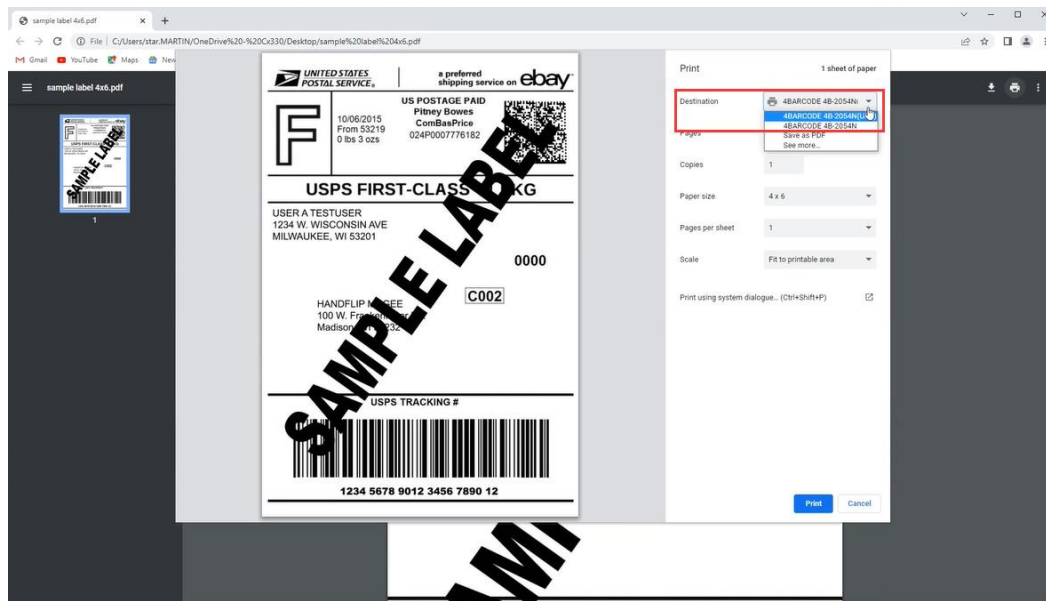 sample label 4x6.pdf
File
C:/Users/star.MARTIN/OneDrive%20-%20Cx330/Desktop/sample%20label%204x6.pdf
Gmail
YouTube
Maps
New
sample label 4x6.pdf
1
UNITED STATES
POSTAL SERVICE®
a preferred
shipping service on ebay
F
10/06/2015
From 53219
0 lbs 3 ozs
US POSTAGE PAID
Pitney Bowes
ComBasPrice
024P0007776182
USPS FIRST-CLASS KG
USER A TESTUSER
1234 W. WISCONSIN AVE
MILWAUKEE, WI 53201
0000
C002
HANDFLIP
100 W.
Madison
USPS TRACKING #
1234 5678 9012 3456 7890 12
SAMPLE LABEL
Print
1 sheet of paper
Destination
4BARCODE 4B-2054N(
4BARCODE 4B-2054N(U
4BARCODE 4B-2054N
Save as PDF
See more...
Pages
Copies
1
Paper size
4 x 6
Pages per sheet
1
Scale
Fit to printable area
Print using system dialogue... (Ctrl+Shift+P)
Print
Cancel